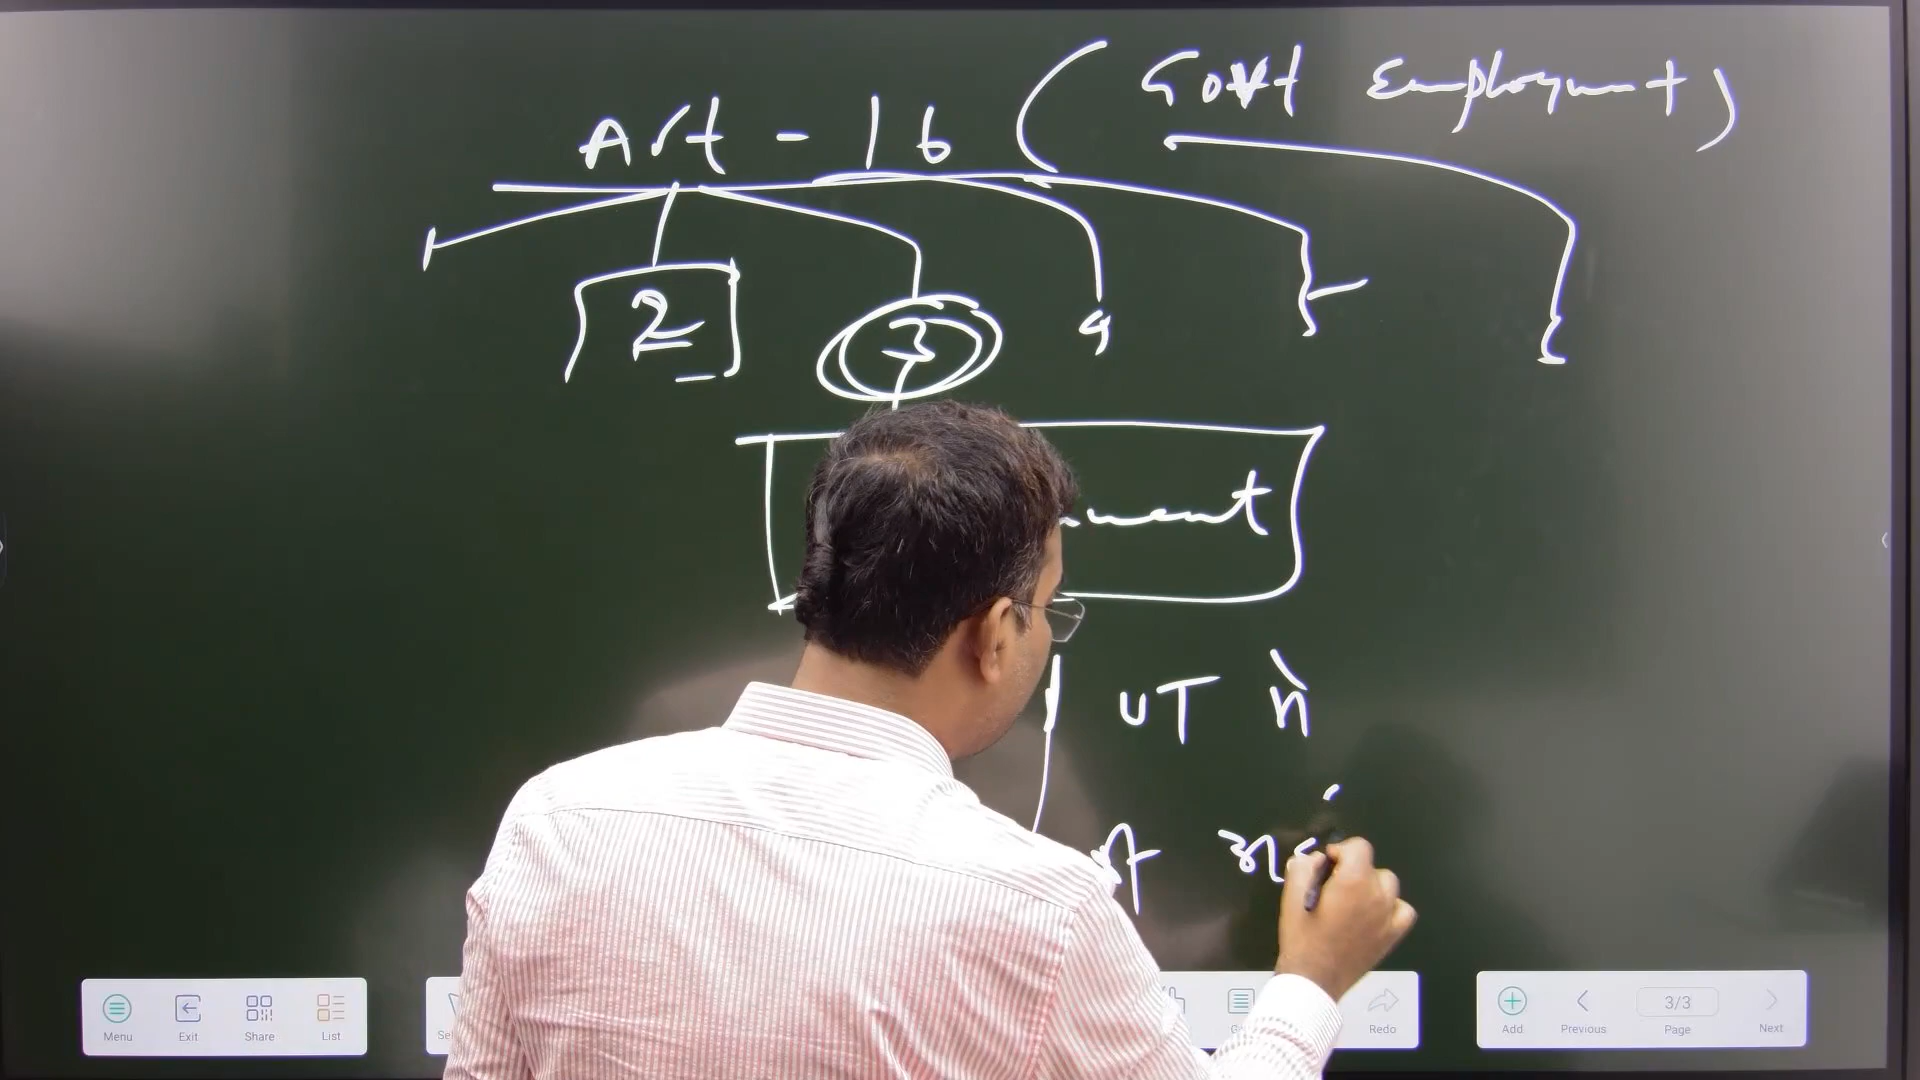 Art - 16 (Govt Employment)
1 2 3 4 5 6
UT में
Menu Exit Share List Redo Add Previous 3/3 Page Next